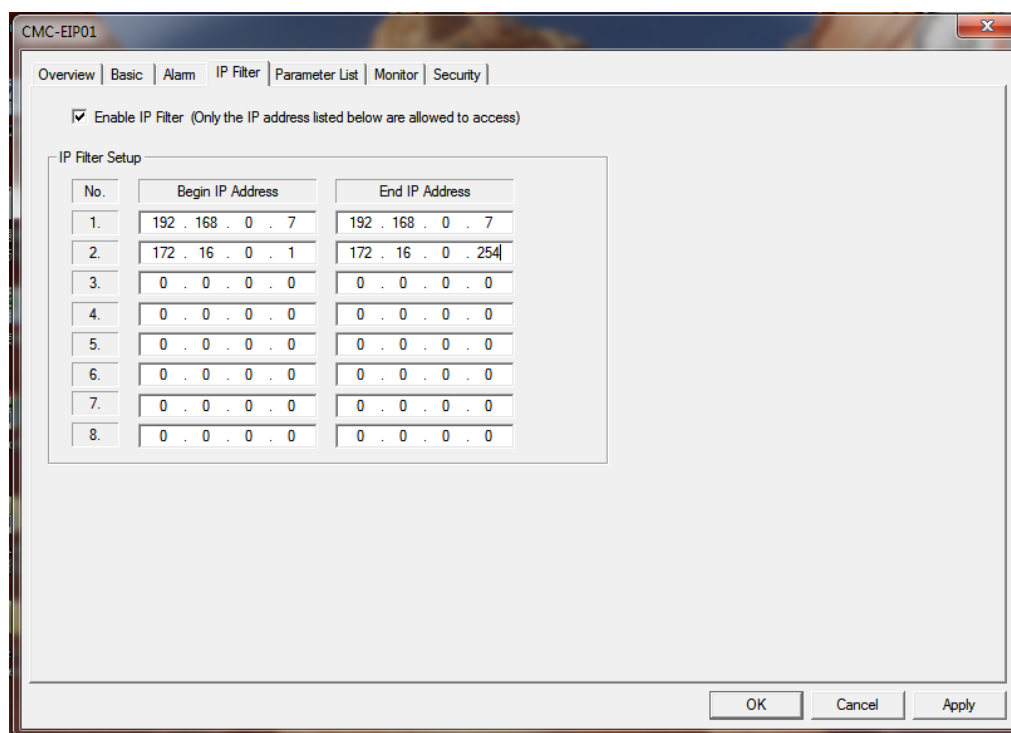 CMC-EIP01
Overview Basic Alarm IP Filter Parameter List Monitor Security
Enable IP Filter (Only the IP address listed below are allowed to access)
IP Filter Setup
No. Begin IP Address End IP Address
1. 192 . 168 . 0 . 7 192 . 168 . 0 . 7
2. 172 . 16 . 0 . 1 172 . 16 . 0 . 254
3. 0 . 0 . 0 . 0 0 . 0 . 0 . 0
4. 0 . 0 . 0 . 0 0 . 0 . 0 . 0
5. 0 . 0 . 0 . 0 0 . 0 . 0 . 0
6. 0 . 0 . 0 . 0 0 . 0 . 0 . 0
7. 0 . 0 . 0 . 0 0 . 0 . 0 . 0
8. 0 . 0 . 0 . 0 0 . 0 . 0 . 0
OK Cancel Apply